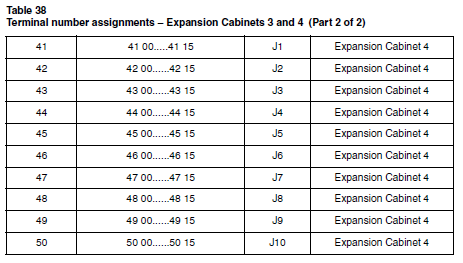 Table 38
Terminal number assignments – Expansion Cabinets 3 and 4 (Part 2 of 2)
41 41 00.....41 15 J1 Expansion Cabinet 4
42 42 00......42 15 J2 Expansion Cabinet 4
43 43 00......43 15 J3 Expansion Cabinet 4
44 44 00......44 15 J4 Expansion Cabinet 4
45 45 00......45 15 J5 Expansion Cabinet 4
46 46 00......46 15 J6 Expansion Cabinet 4
47 47 00......47 15 J7 Expansion Cabinet 4
48 48 00......48 15 J8 Expansion Cabinet 4
49 49 00......49 15 J9 Expansion Cabinet 4
50 50 00......50 15 J10 Expansion Cabinet 4